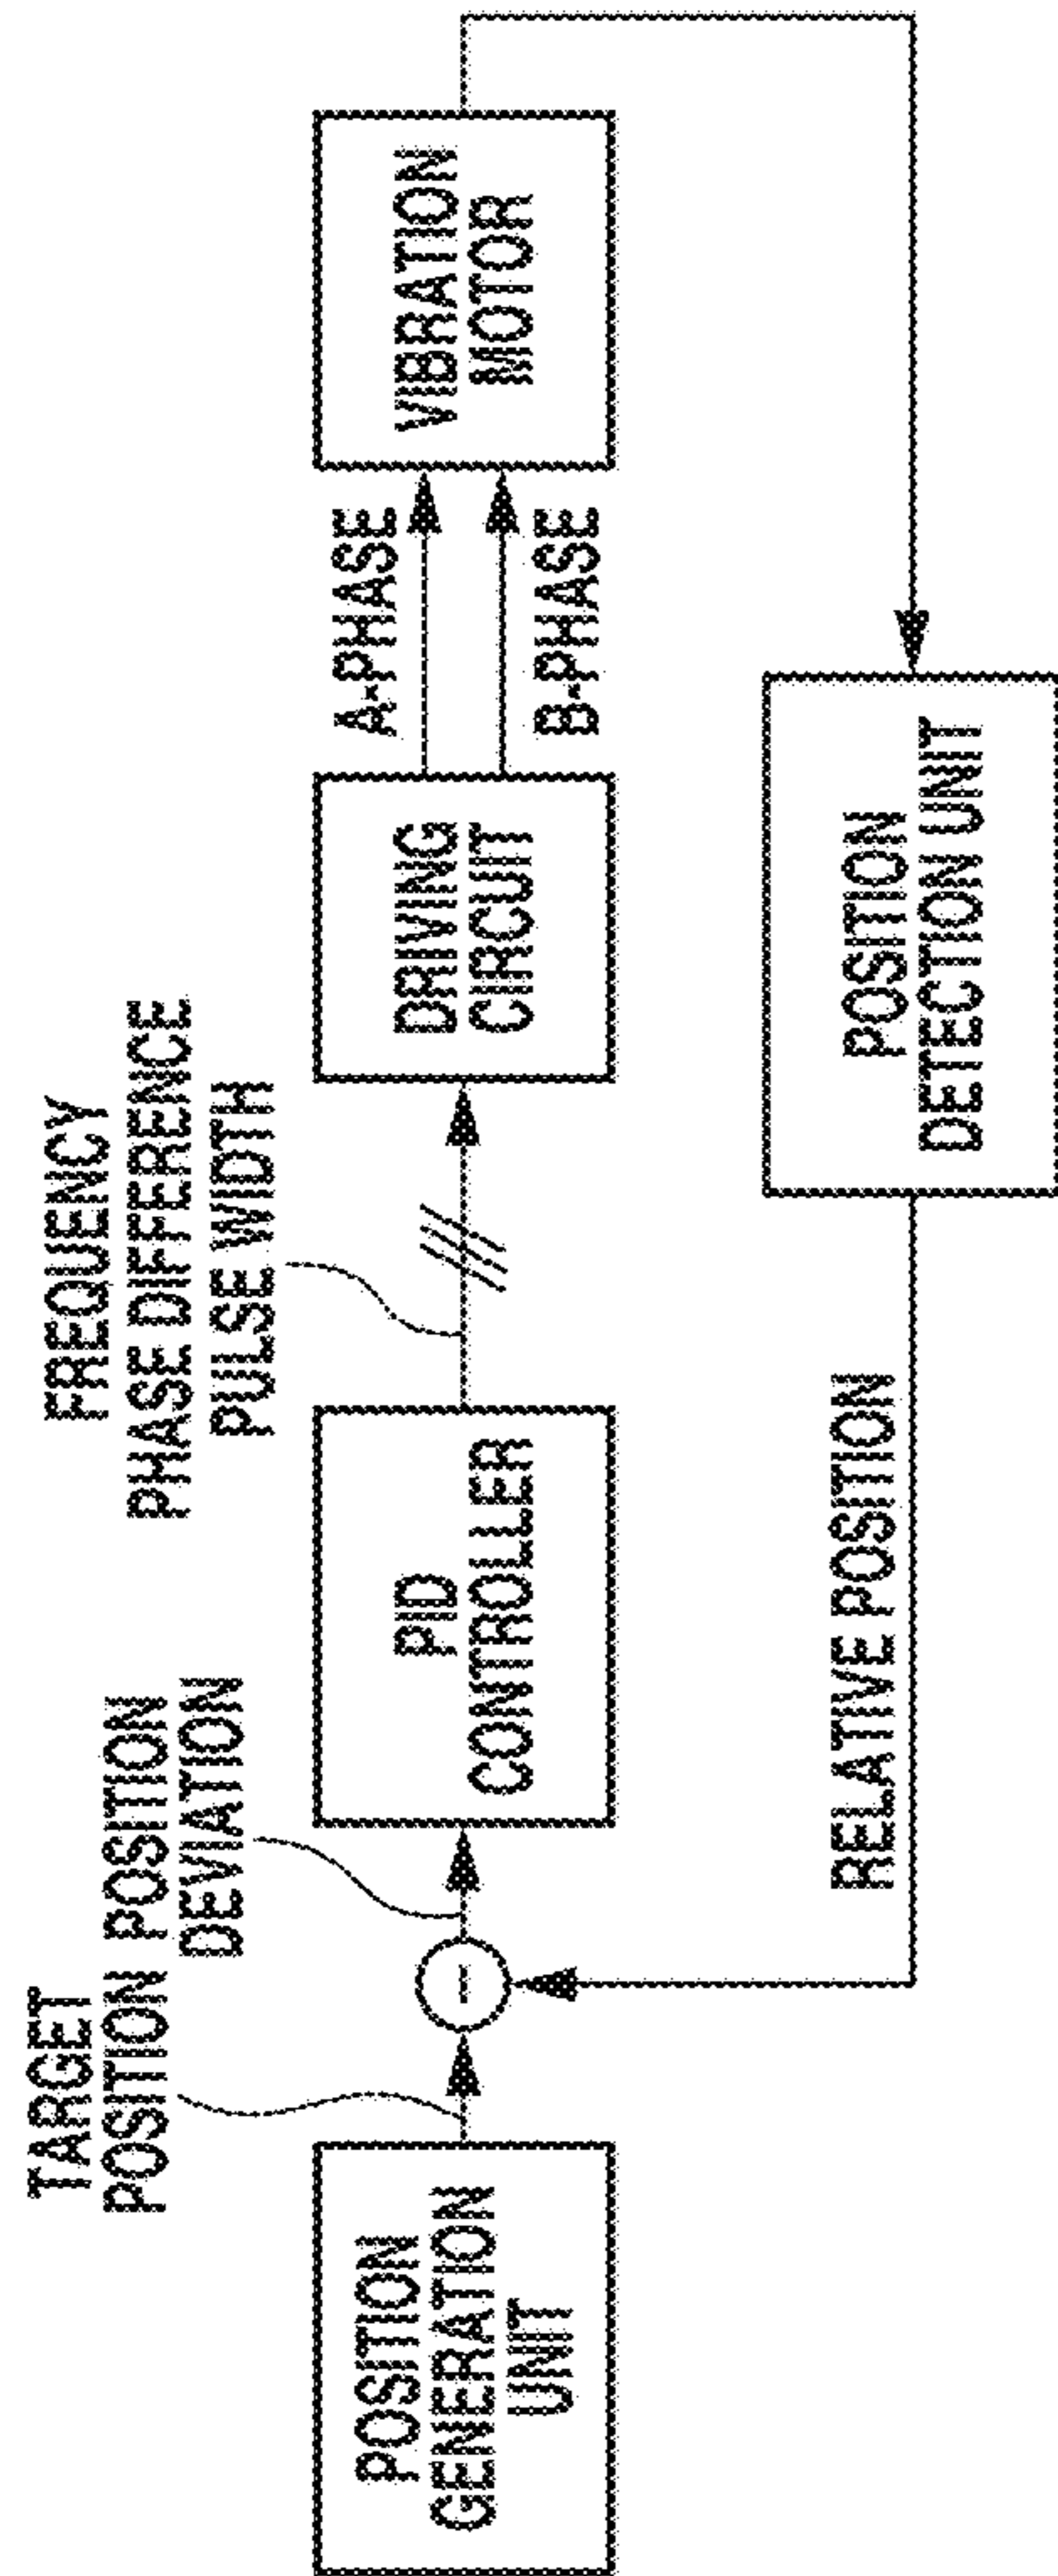 TARGET
POSITION
POSITION
DEVIATION
FREQUENCY
PHASE DIFFERENCE
PULSE WIDTH
POSITION
GENERATION
UNIT
PID
CONTROLLER
DRIVING
CIRCUIT
A-PHASE
B-PHASE
VIBRATION
MOTOR
RELATIVE POSITION
POSITION
DETECTION UNIT